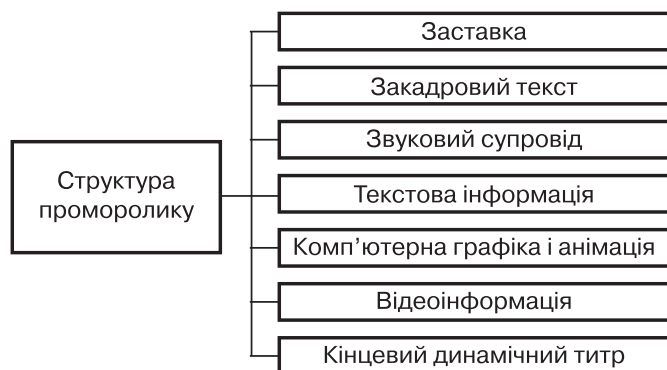 Структура
проморолику
Заставка
Закадровий текст
Звуковий супровід
Текстова інформація
Комп’ютерна графіка і анімація
Відеоінформація
Кінцевий динамічний титр